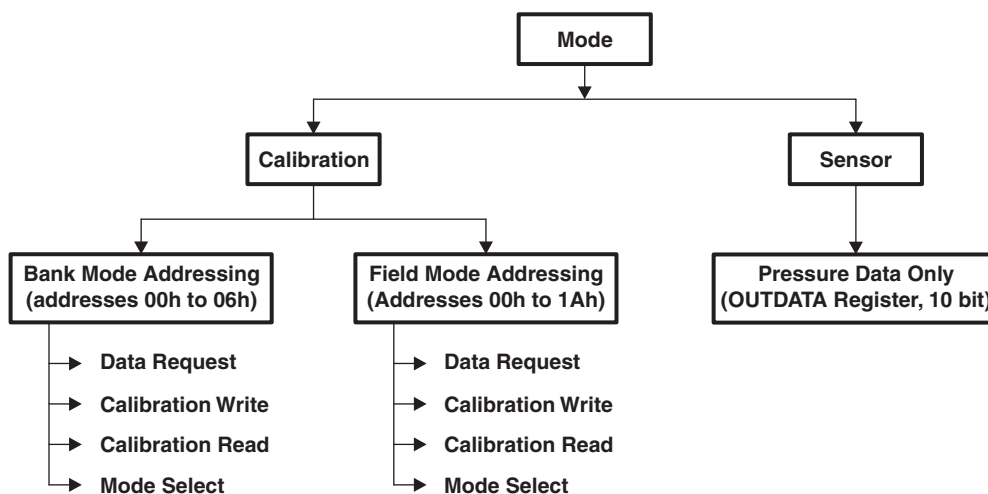 Mode
Calibration
Sensor
Bank Mode Addressing
(addresses 00h to 06h)
Field Mode Addressing
(Addresses 00h to 1Ah)
Pressure Data Only
(OUTDATA Register, 10 bit)
Data Request
Calibration Write
Calibration Read
Mode Select
Data Request
Calibration Write
Calibration Read
Mode Select